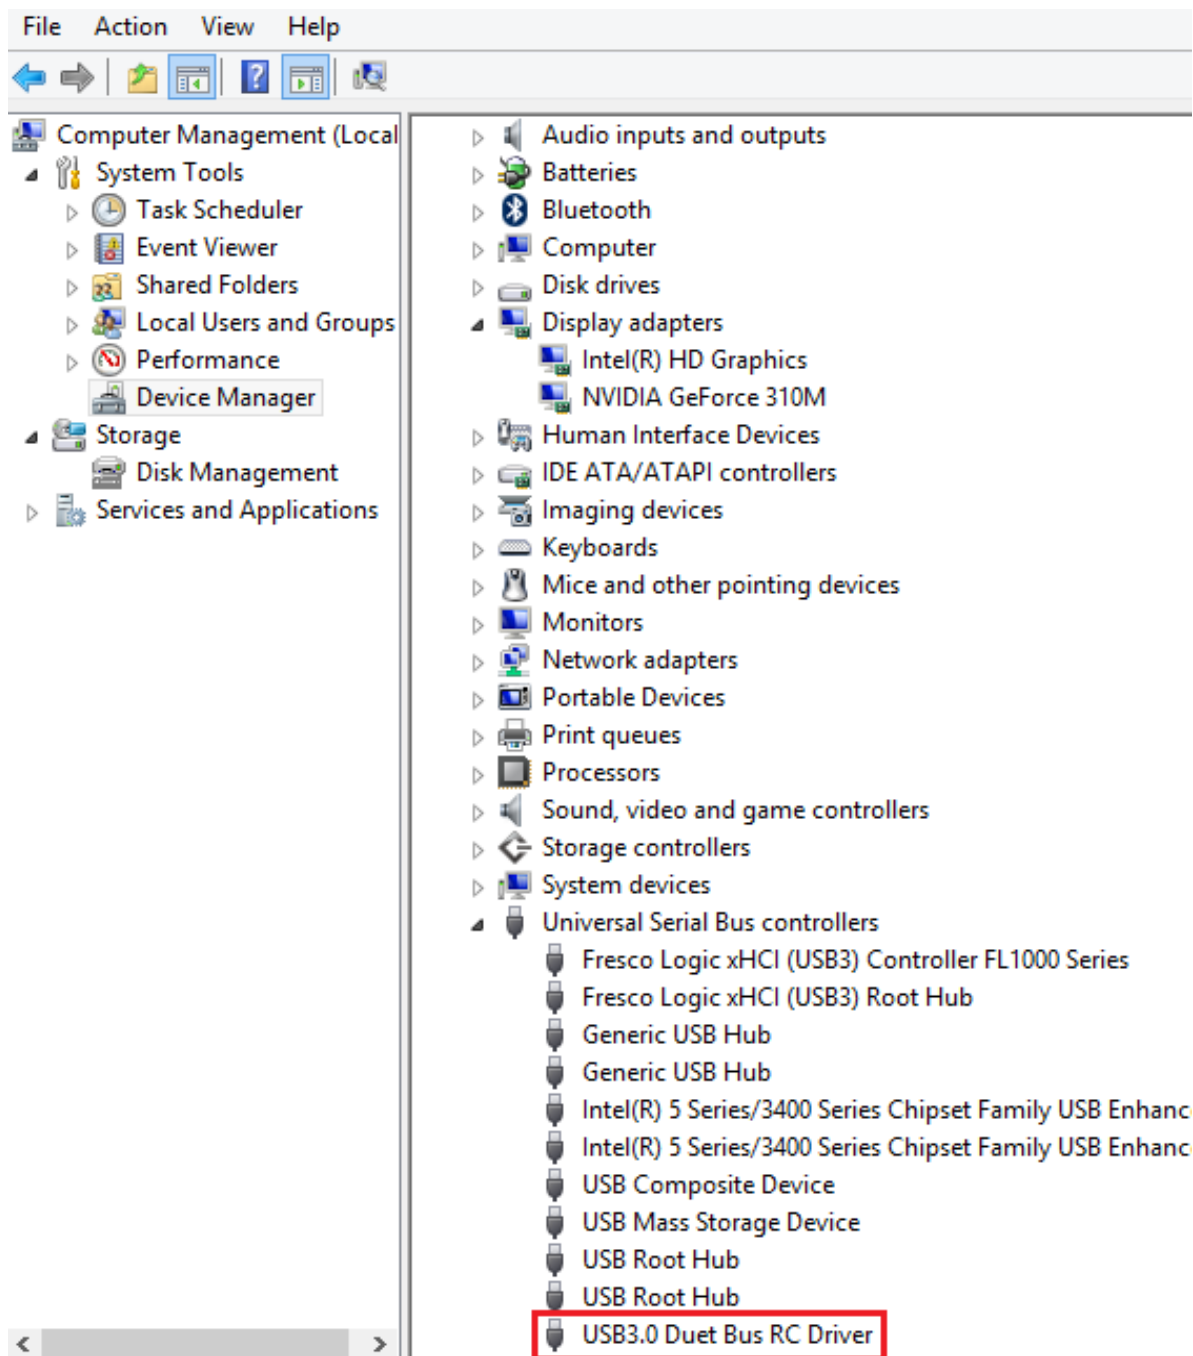 File Action View Help
Computer Management (Local
System Tools
Task Scheduler
Event Viewer
Shared Folders
Local Users and Groups
Performance
Device Manager
Storage
Disk Management
Services and Applications
Audio inputs and outputs
Batteries
Bluetooth
Computer
Disk drives
Display adapters
Intel(R) HD Graphics
NVIDIA GeForce 310M
Human Interface Devices
IDE ATA/ATAPI controllers
Imaging devices
Keyboards
Mice and other pointing devices
Monitors
Network adapters
Portable Devices
Print queues
Processors
Sound, video and game controllers
Storage controllers
System devices
Universal Serial Bus controllers
Fresco Logic xHCI (USB3) Controller FL1000 Series
Fresco Logic xHCI (USB3) Root Hub
Generic USB Hub
Generic USB Hub
Intel(R) 5 Series/3400 Series Chipset Family USB Enhanc
Intel(R) 5 Series/3400 Series Chipset Family USB Enhanc
USB Composite Device
USB Mass Storage Device
USB Root Hub
USB Root Hub
USB3.0 Duet Bus RC Driver